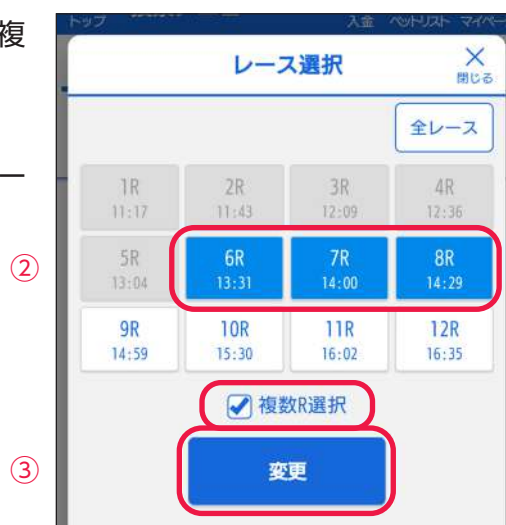 複
トップ
入金 ベットリスト マイペー
レース選択
閉じる
全レース
1R 2R 3R 4R
11:17 11:43 12:09 12:36
② 5R 6R 7R 8R
13:04 13:31 14:00 14:29
9R 10R 11R 12R
14:59 15:30 16:02 16:35
複数R選択
③ 変更